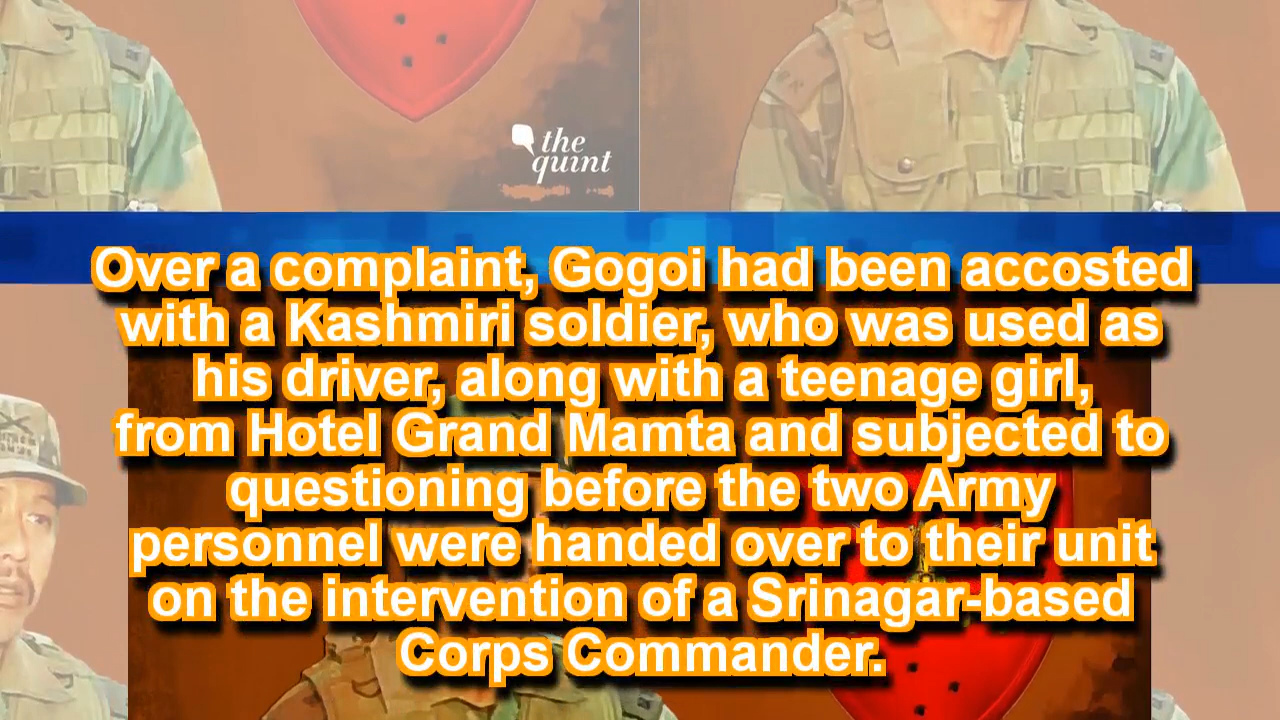 the
quint
Over a complaint, Gogoi had been accosted
with a Kashmiri soldier, who was used as
his driver, along with a teenage girl,
from Hotel Grand Mamta and subjected to
questioning before the two Army
personnel were handed over to their unit
on the intervention of a Srinagar-based
Corps Commander.